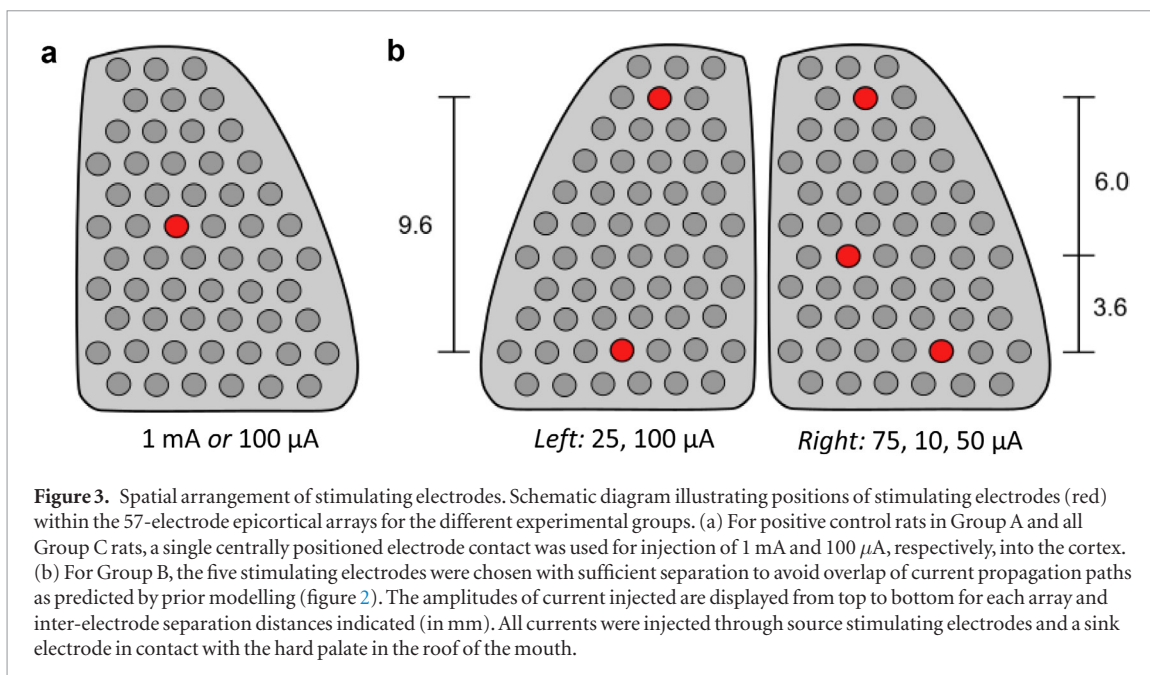 a
b
9.6
6.0
3.6
1 mA or 100 μA
Left: 25, 100 μA
Right: 75, 10, 50 μA
Figure 3. Spatial arrangement of stimulating electrodes. Schematic diagram illustrating positions of stimulating electrodes (red)
within the 57-electrode epicortical arrays for the different experimental groups. (a) For positive control rats in Group A and all
Group C rats, a single centrally positioned electrode contact was used for injection of 1 mA and 100 μA, respectively, into the cortex.
(b) For Group B, the five stimulating electrodes were chosen with sufficient separation to avoid overlap of current propagation paths
as predicted by prior modelling (figure 2). The amplitudes of current injected are displayed from top to bottom for each array and
inter-electrode separation distances indicated (in mm). All currents were injected through source stimulating electrodes and a sink
electrode in contact with the hard palate in the roof of the mouth.